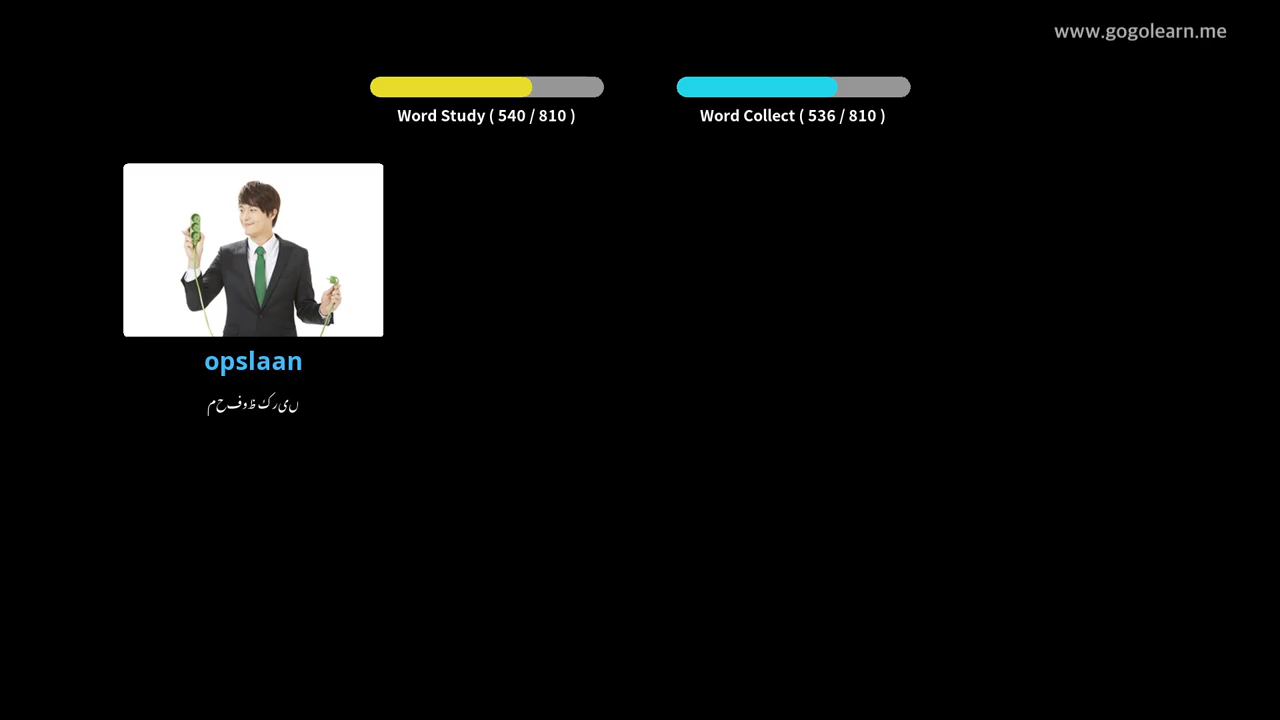 www.gogolearn.me
Word Study ( 540 / 810 )
Word Collect ( 536 / 810 )
opslaan
محفوظ کریں